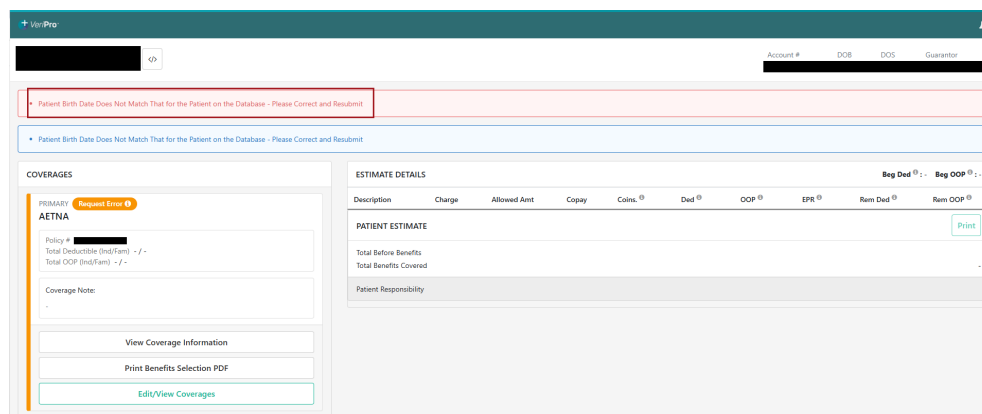 VeriPro
</>
Account # DOB DOS Guarantor
• Patient Birth Date Does Not Match That for the Patient on the Database - Please Correct and Resubmit
• Patient Birth Date Does Not Match That for the Patient on the Database - Please Correct and Resubmit
COVERAGES
PRIMARY Request Error
AETNA
Policy #
Total Deductible (Ind/Fam) - / -
Total OOP (Ind/Fam) - / -
Coverage Note:
-
View Coverage Information
Print Benefits Selection PDF
Edit/View Coverages
ESTIMATE DETAILS Beg Ded : - Beg OOP : -
Description Charge Allowed Amt Copay Coins. Ded OOP EPR Rem Ded Rem OOP
PATIENT ESTIMATE Print
Total Before Benefits
Total Benefits Covered -
Patient Responsibility